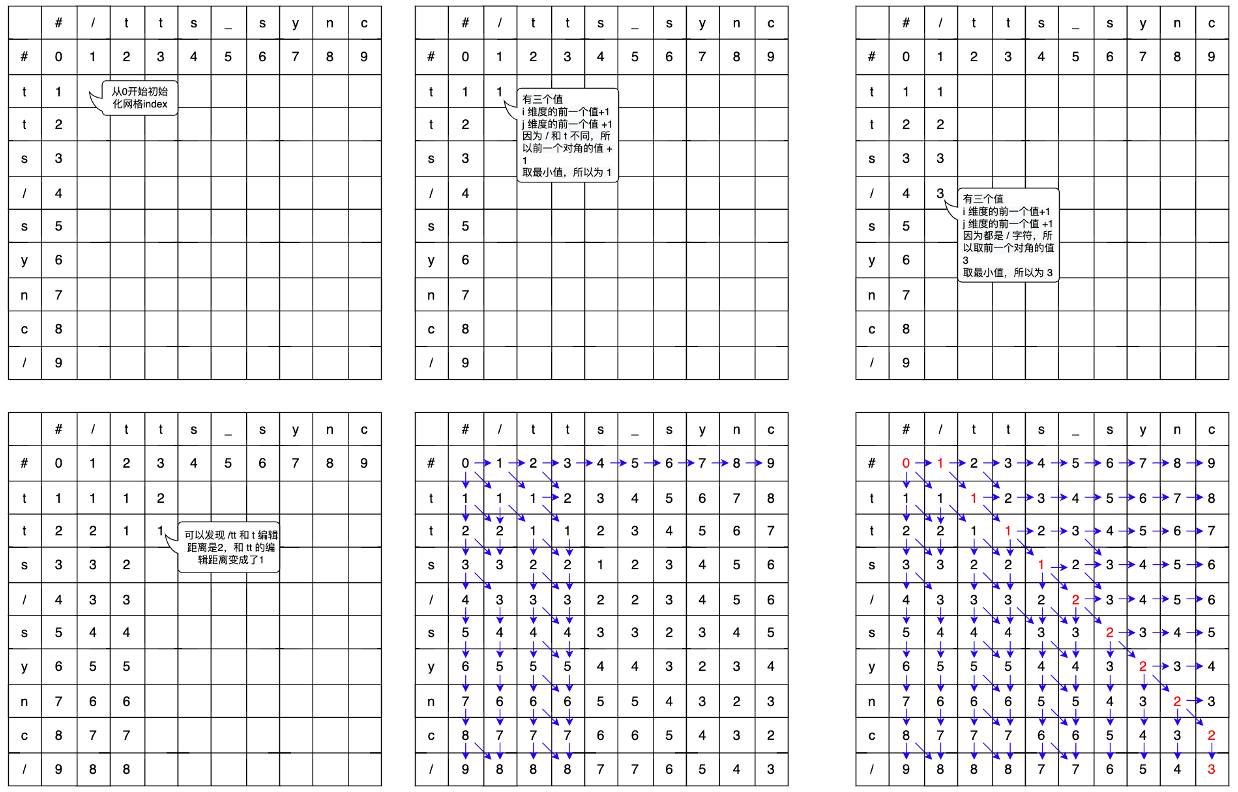 # / t t s _ s y n c
# 0 1 2 3 4 5 6 7 8 9
t 1
t 2
s 3
/ 4
s 5
y 6
n 7
c 8
/ 9
从0开始初始
化网格index
# / t t s _ s y n c
# 0 1 2 3 4 5 6 7 8 9
t 1 1
t 2
s 3
/ 4
s 5
y 6
n 7
c 8
/ 9
有三个值
i 维度的前一个值+1
j 维度的前一个值 +1
因为 / 和 t 不同，所
以前一个对角的值 +
1
取最小值，所以为 1
# / t t s _ s y n c
# 0 1 2 3 4 5 6 7 8 9
t 1 1
t 2 2
s 3 3
/ 4 3
s 5
y 6
n 7
c 8
/ 9
有三个值
i 维度的前一个值+1
j 维度的前一个值 +1
因为都是 / 字符，所
以取前一个对角的值
3
取最小值，所以为 3
# / t t s _ s y n c
# 0 1 2 3 4 5 6 7 8 9
t 1 1 1 2
t 2 2 1 1
s 3 3 2
/ 4 3 3
s 5 4 4
y 6 5 5
n 7 6 6
c 8 7 7
/ 9 8 8
可以发现 /tt 和 t 编辑
距离是2，和 tt 的编
辑距离变成了1
# / t t s _ s y n c
# 0 1 2 3 4 5 6 7 8 9
t 1 1 1 2 3 4 5 6 7 8
t 2 2 1 1 2 3 4 5 6 7
s 3 3 2 2 1 2 3 4 5 6
/ 4 3 3 3 2 2 3 4 5 6
s 5 4 4 4 3 3 2 3 4 5
y 6 5 5 5 4 4 3 2 3 4
n 7 6 6 6 5 5 4 3 2 3
c 8 7 7 7 6 6 5 4 3 2
/ 9 8 8 8 7 7 6 5 4 3
# / t t s _ s y n c
# 0 1 2 3 4 5 6 7 8 9
t 1 1 1 2 3 4 5 6 7 8
t 2 2 1 1 2 3 4 5 6 7
s 3 3 2 2 1 2 3 4 5 6
/ 4 3 3 3 2 2 3 4 5 6
s 5 4 4 4 3 3 2 3 4 5
y 6 5 5 5 4 4 3 2 3 4
n 7 6 6 6 5 5 4 3 2 3
c 8 7 7 7 6 6 5 4 3 2
/ 9 8 8 8 7 7 6 5 4 3